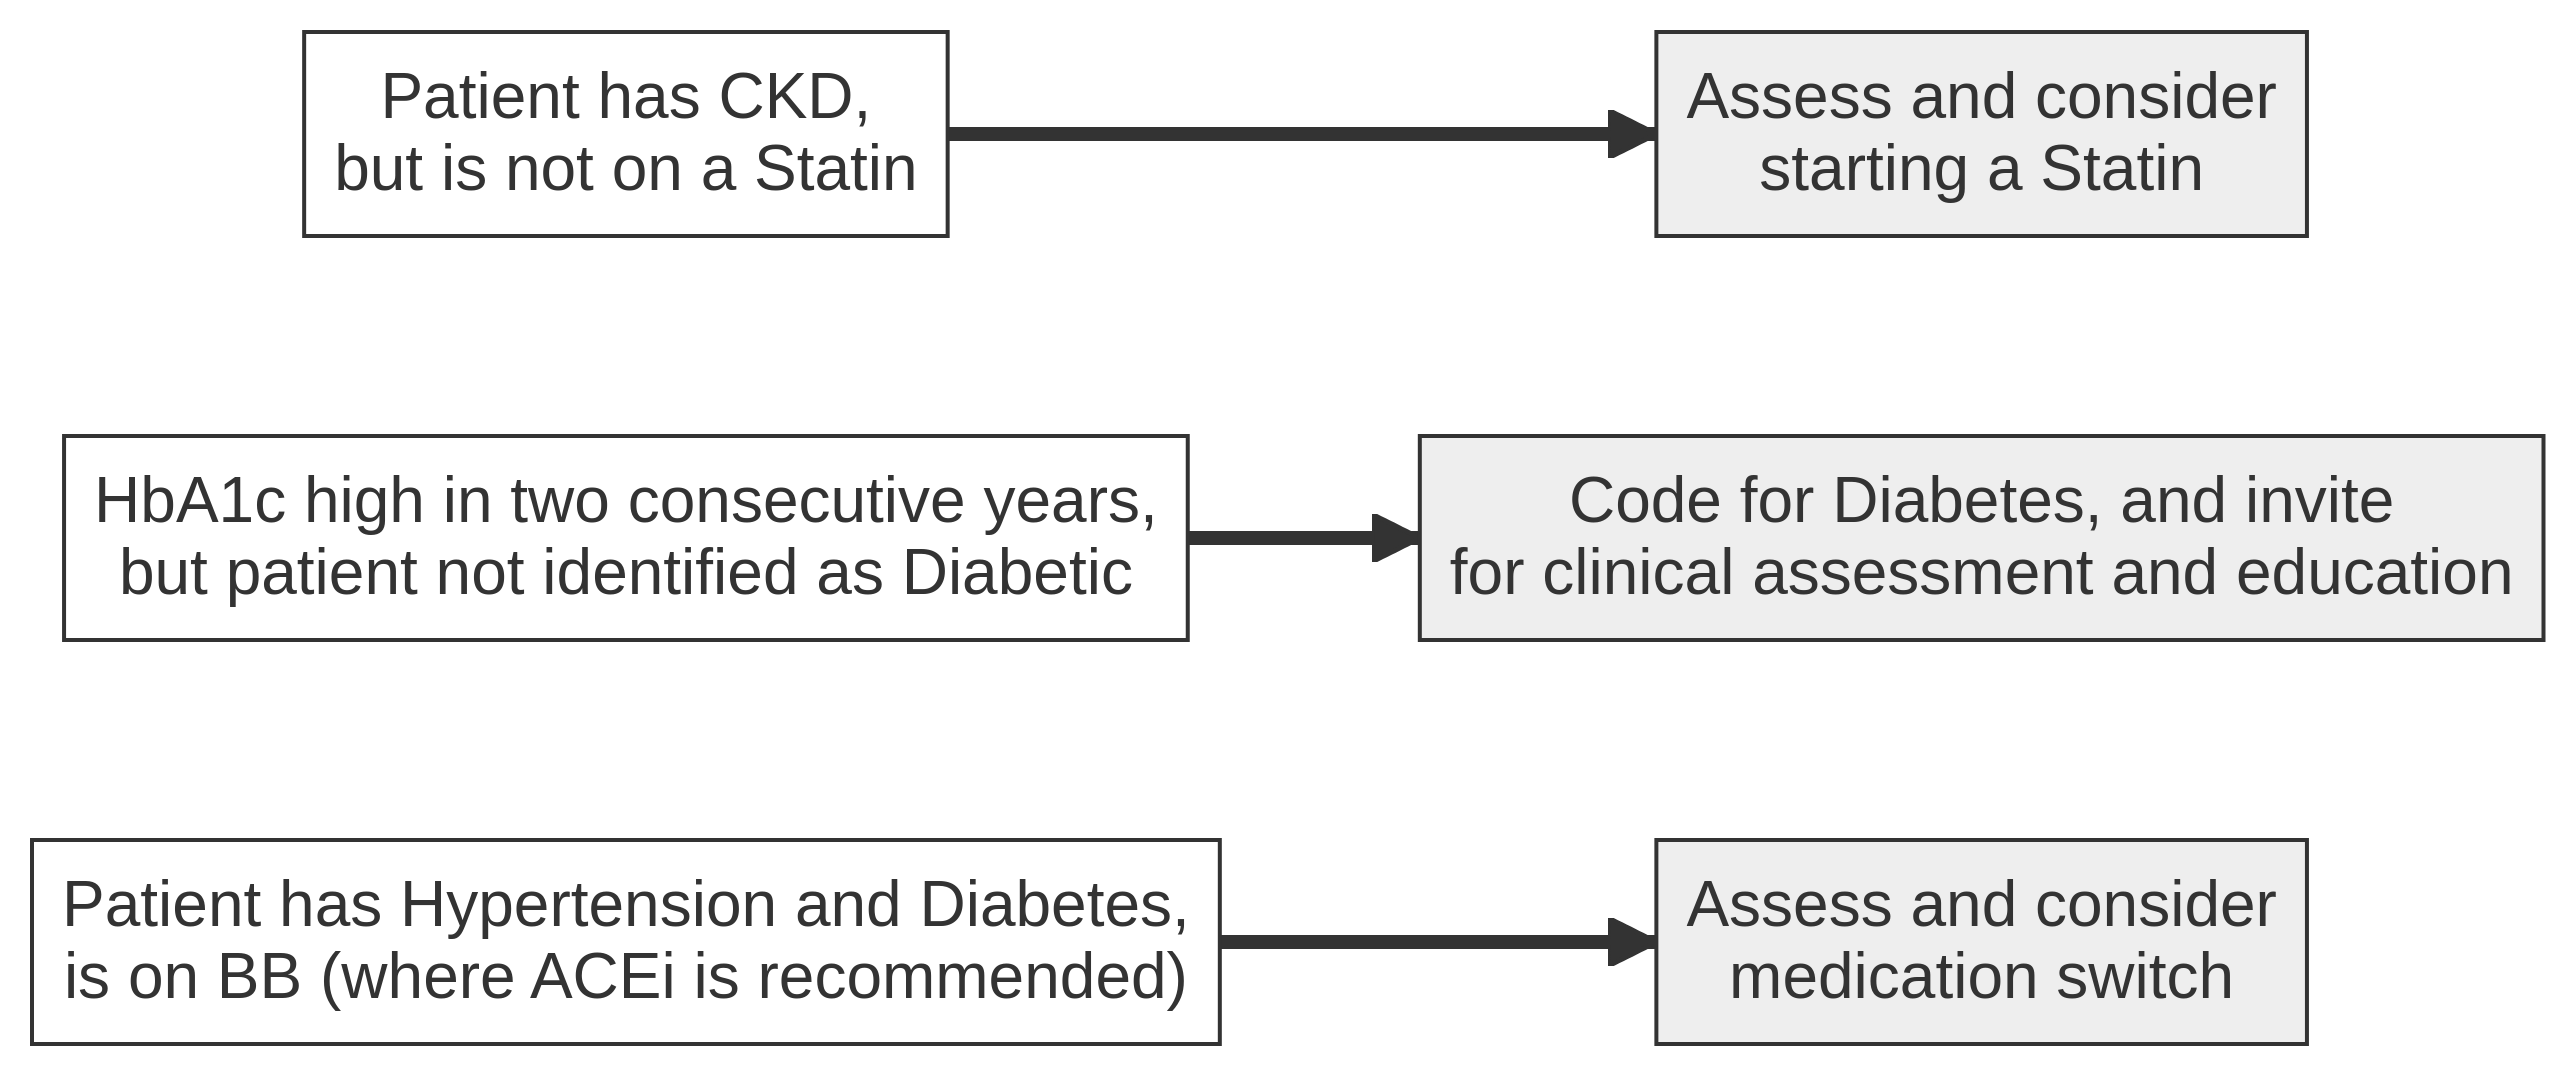 Patient has CKD,
but is not on a Statin
Assess and consider
starting a Statin
HbA1c high in two consecutive years,
but patient not identified as Diabetic
Code for Diabetes, and invite
for clinical assessment and education
Patient has Hypertension and Diabetes,
is on BB (where ACEi is recommended)
Assess and consider
medication switch